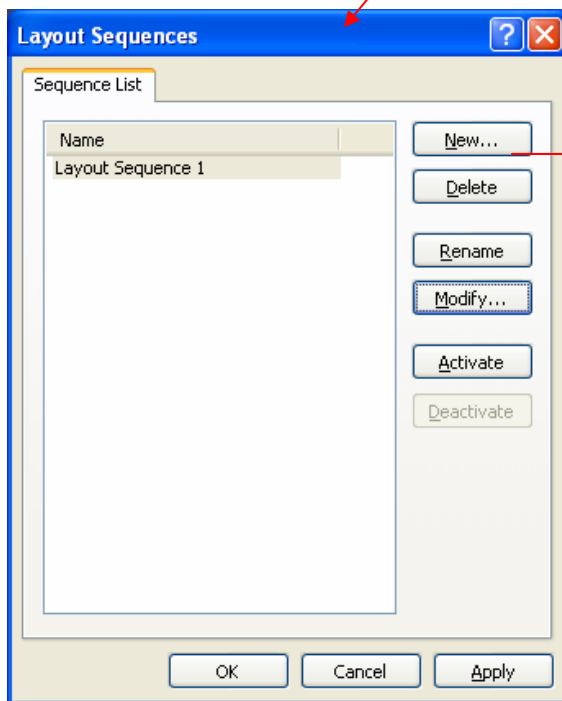 Layout Sequences
Sequence List
Name
Layout Sequence 1
New...
Delete
Rename
Modify...
Activate
Deactivate
OK
Cancel
Apply